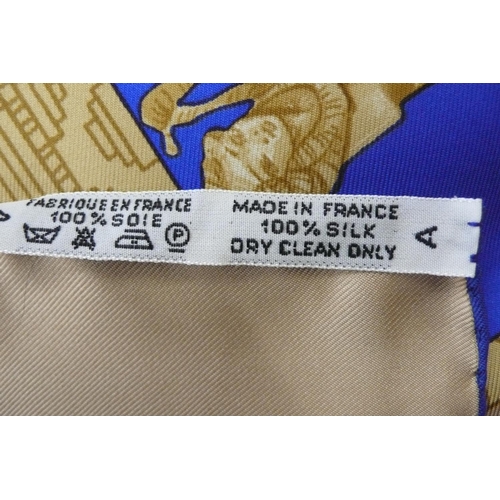 FABRIQUE EN FRANCE
100% SOIE
P
MADE IN FRANCE
100% SILK
DRY CLEAN ONLY
A